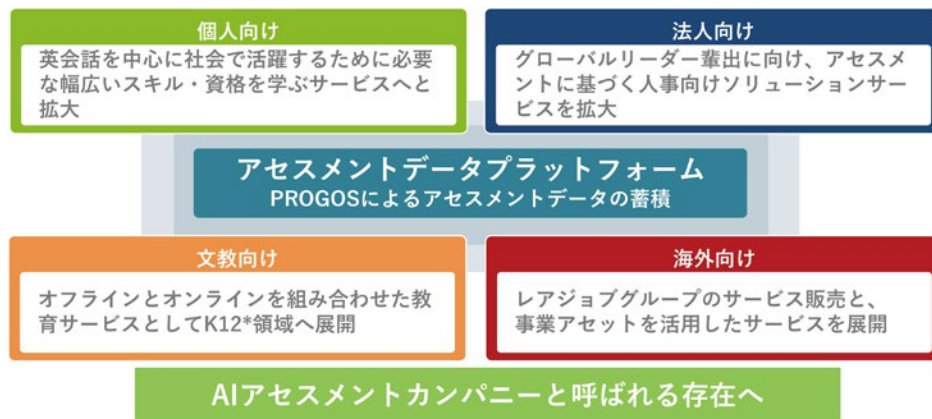 個人向け
英会話を中心に社会で活躍するために必要
な幅広いスキル・資格を学ぶサービスへと
拡大
法人向け
グローバルリーダー輩出に向け、アセスメ
ントに基づく人事向けソリューションサー
ビスを拡大
アセスメントデータプラットフォーム
PROGOSによるアセスメントデータの蓄積
文教向け
オフラインとオンラインを組み合わせた教
育サービスとしてK12*領域へ展開
海外向け
レアジョブグループのサービス販売と、
事業アセットを活用したサービスを展開
AIアセスメントカンパニーと呼ばれる存在へ